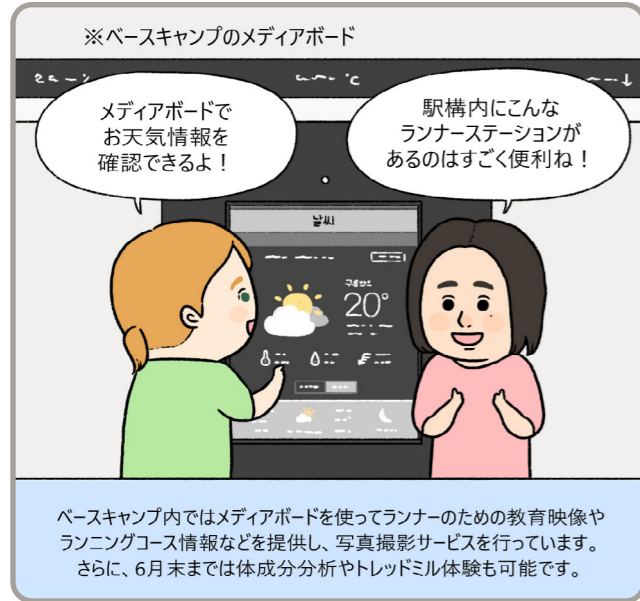 ※ベースキャンプのメディアボード
メディアボードで
お天気情報を
確認できるよ！
駅構内にこんな
ランナーステーションが
あるのはすごく便利ね！
날씨
20°
ベースキャンプ内ではメディアボードを使ってランナーのための教育映像や
ランニングコース情報などを提供し、写真撮影サービスを行っています。
さらに、6月末までは体成分分析やトレッドミル体験も可能です。